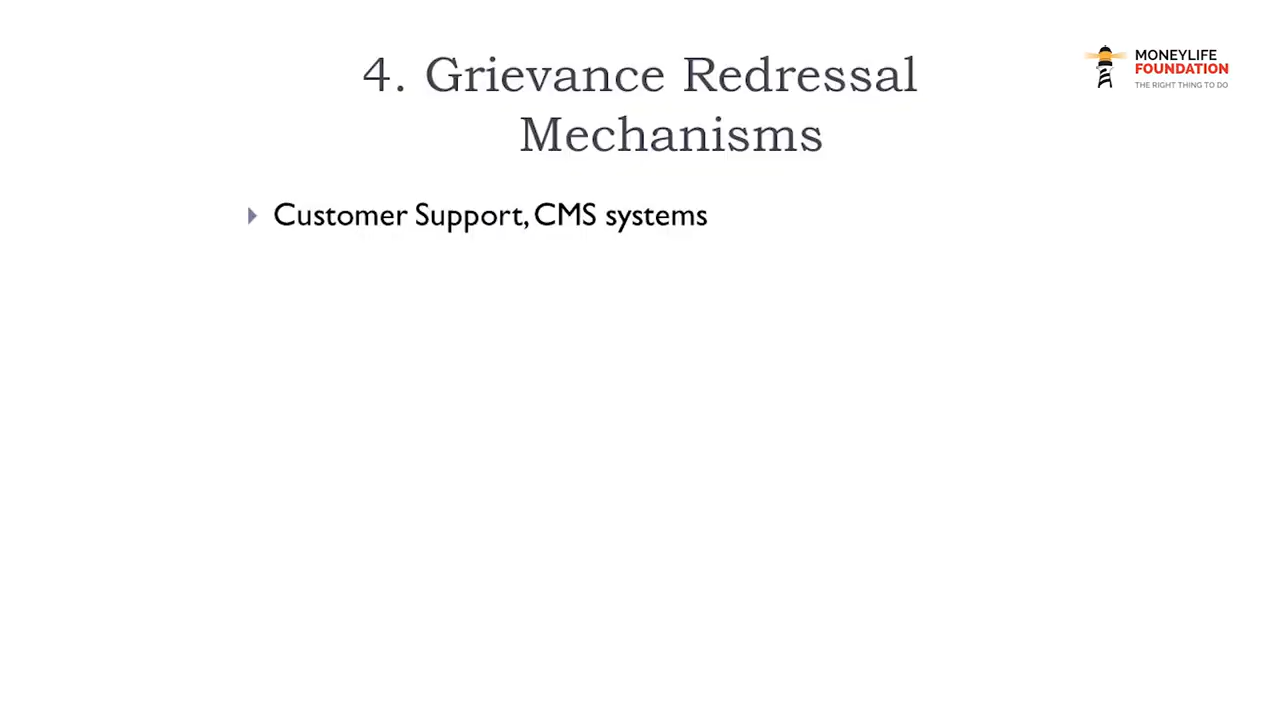 4. Grievance Redressal
Mechanisms
MONEYLIFE
FOUNDATION
THE RIGHT THING TO DO
Customer Support, CMS systems